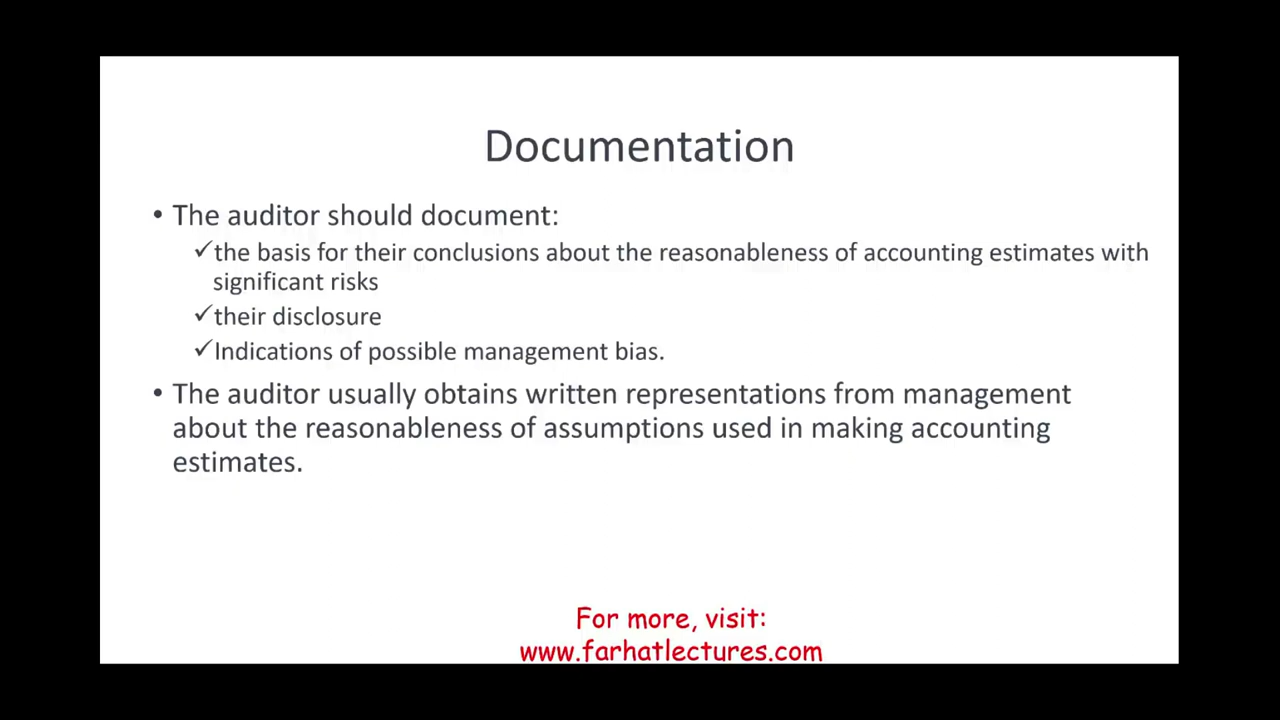 Documentation
• The auditor should document:
✓the basis for their conclusions about the reasonableness of accounting estimates with
significant risks
✓their disclosure
✓Indications of possible management bias.
• The auditor usually obtains written representations from management
about the reasonableness of assumptions used in making accounting
estimates.
For more, visit:
www.farhatlectures.com